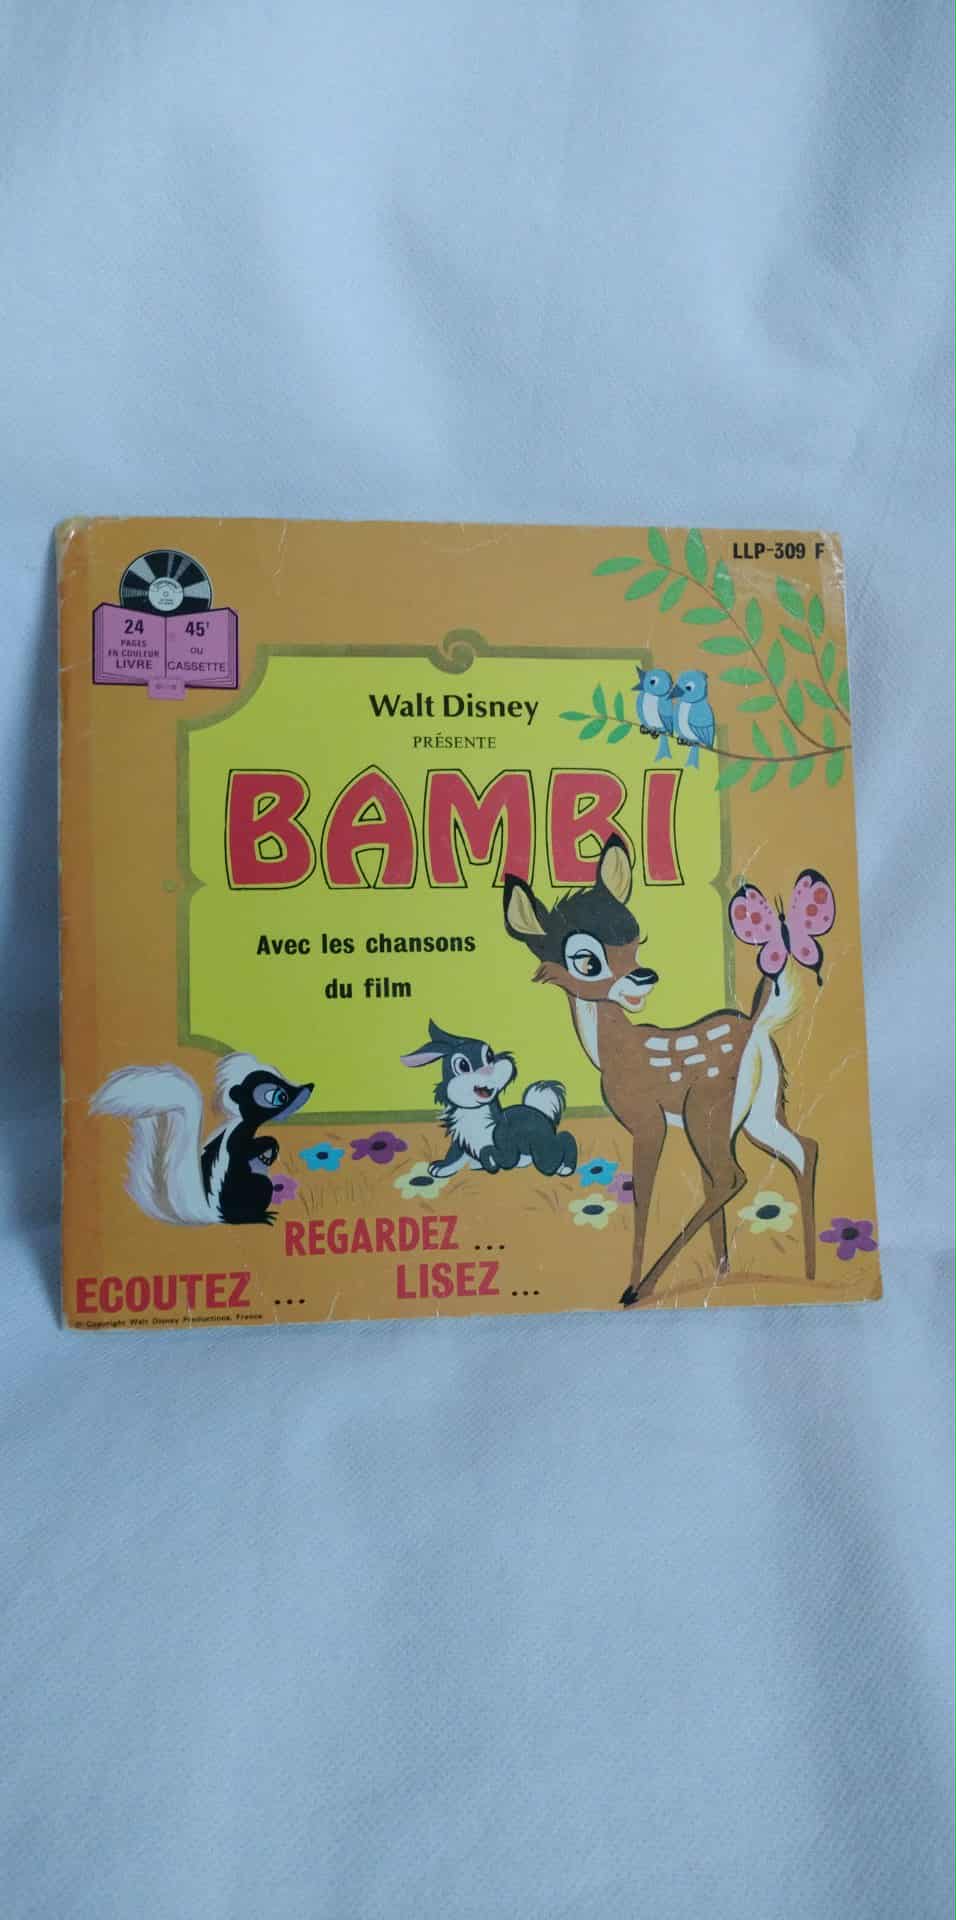 LLP-309 F
24
PAGES
EN COULEUR
LIVRE
45T
OU
CASSETTE
Walt Disney
PRÉSENTE
BAMBI
Avec les chansons
du film
REGARDEZ ...
ECOUTEZ ... LISEZ ...
© Copyright Walt Disney Productions, France